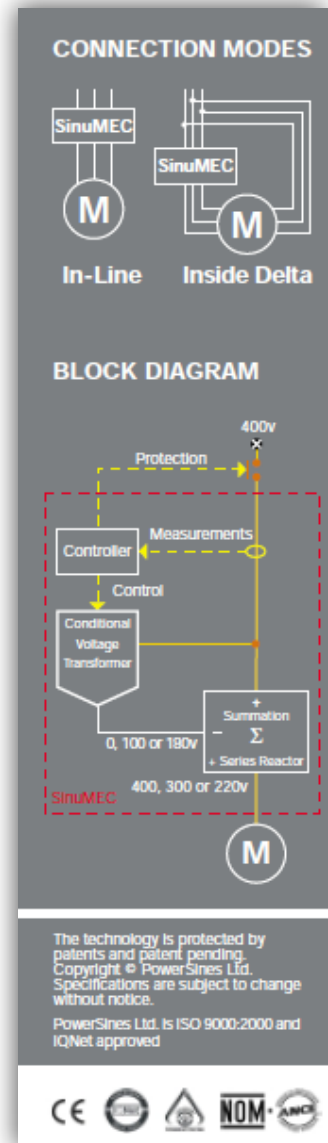 CONNECTION MODES
SinuMEC
M
In-Line
SinuMEC
M
Inside Delta
BLOCK DIAGRAM
400v
Protection
Measurements
Controller
Control
Conditional
Voltage
Transformer
+
Summation
Σ
−
+ Series Reactor
0, 100 or 180v
400, 300 or 220v
SinuMEC
M
The technology is protected by
patents and patent pending.
Copyright © PowerSines Ltd.
Specifications are subject to change
without notice.
PowerSines Ltd. is ISO 9000:2000 and
IQNet approved
CE
NOM-ANCE